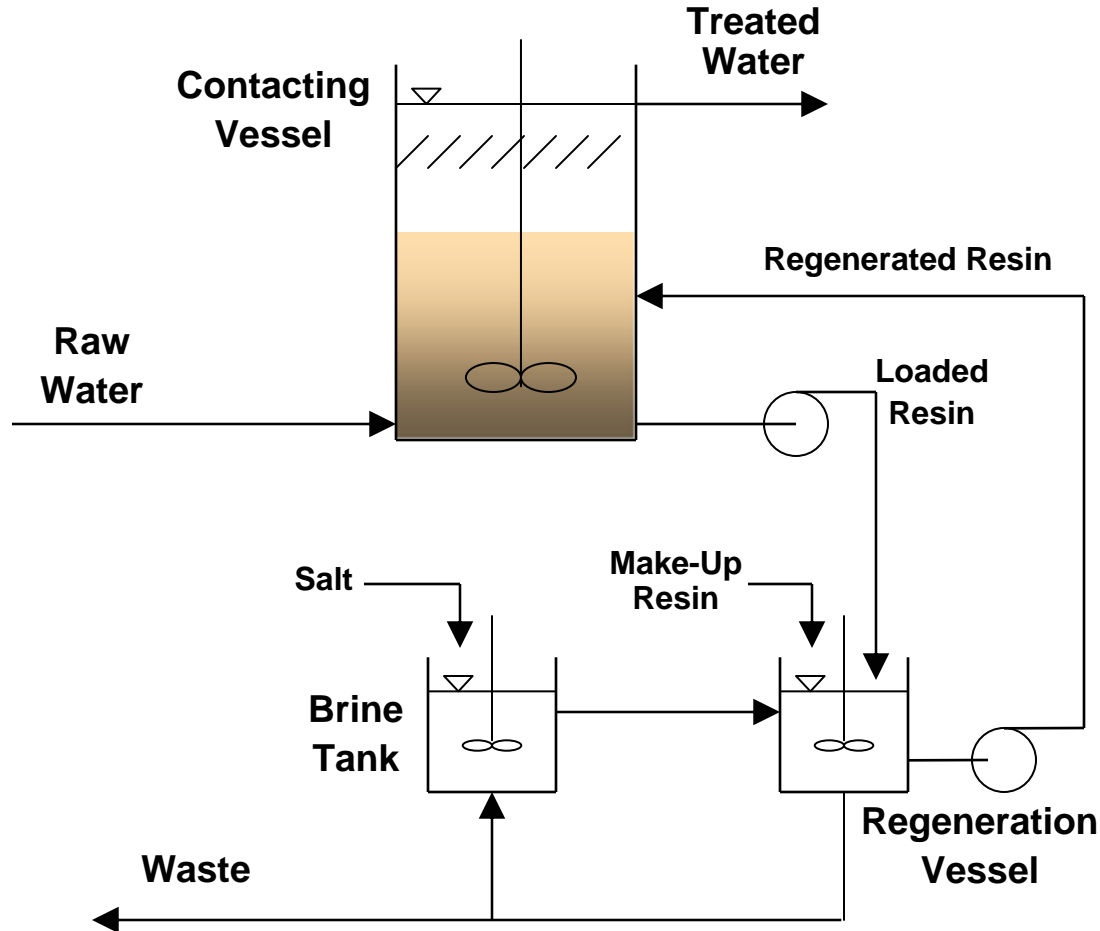 Treated
Water
Contacting
Vessel
Regenerated Resin
Raw
Water
Loaded
Resin
Salt
Make-Up
Resin
Brine
Tank
Regeneration
Vessel
Waste